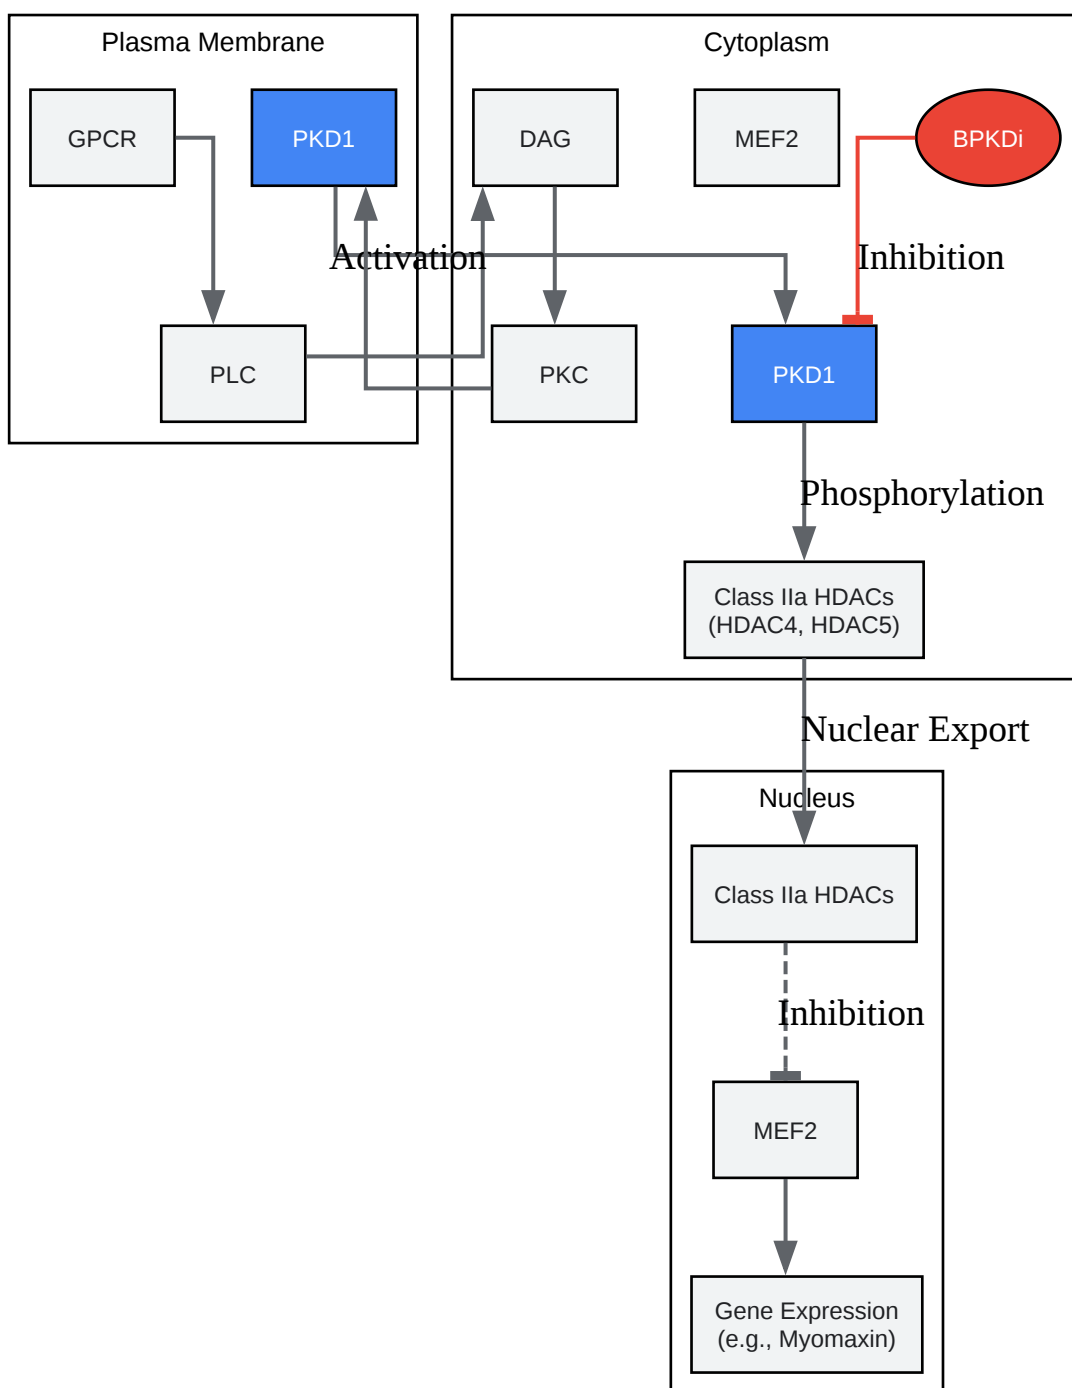 Plasma Membrane
Cytoplasm
GPCR
PKD1
DAG
MEF2
BPKDi
Activation
Inhibition
PLC
PKC
PKD1
Phosphorylation
Class IIa HDACs
(HDAC4, HDAC5)
Nuclear Export
Nucleus
Class IIa HDACs
Inhibition
MEF2
Gene Expression
(e.g., Myomaxin)